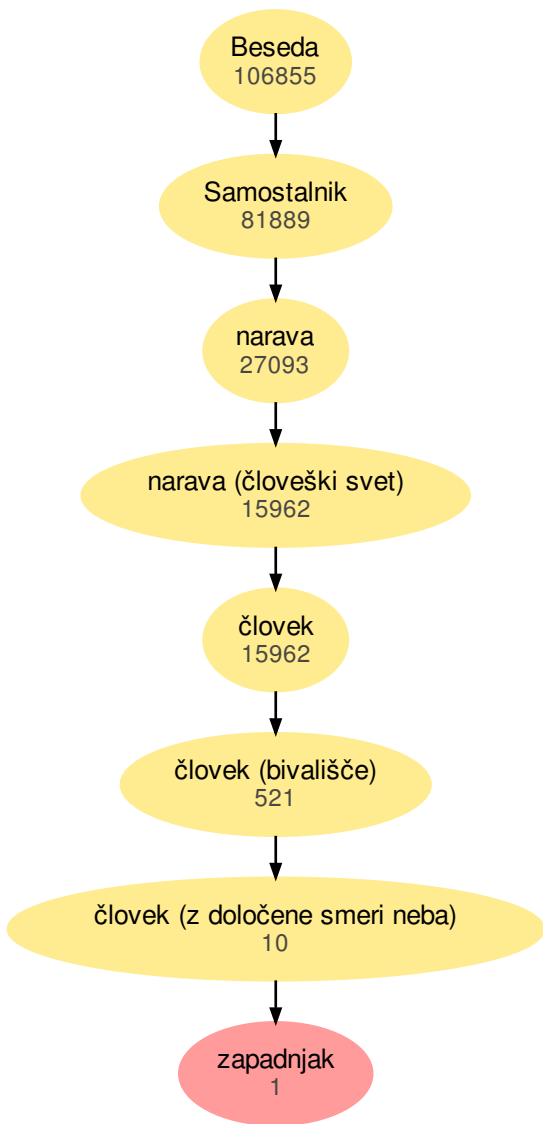 Beseda
106855
Samostalnik
81889
narava
27093
narava (človeški svet)
15962
človek
15962
človek (bivališče)
521
človek (z določene smeri neba)
10
zapadnjak
1